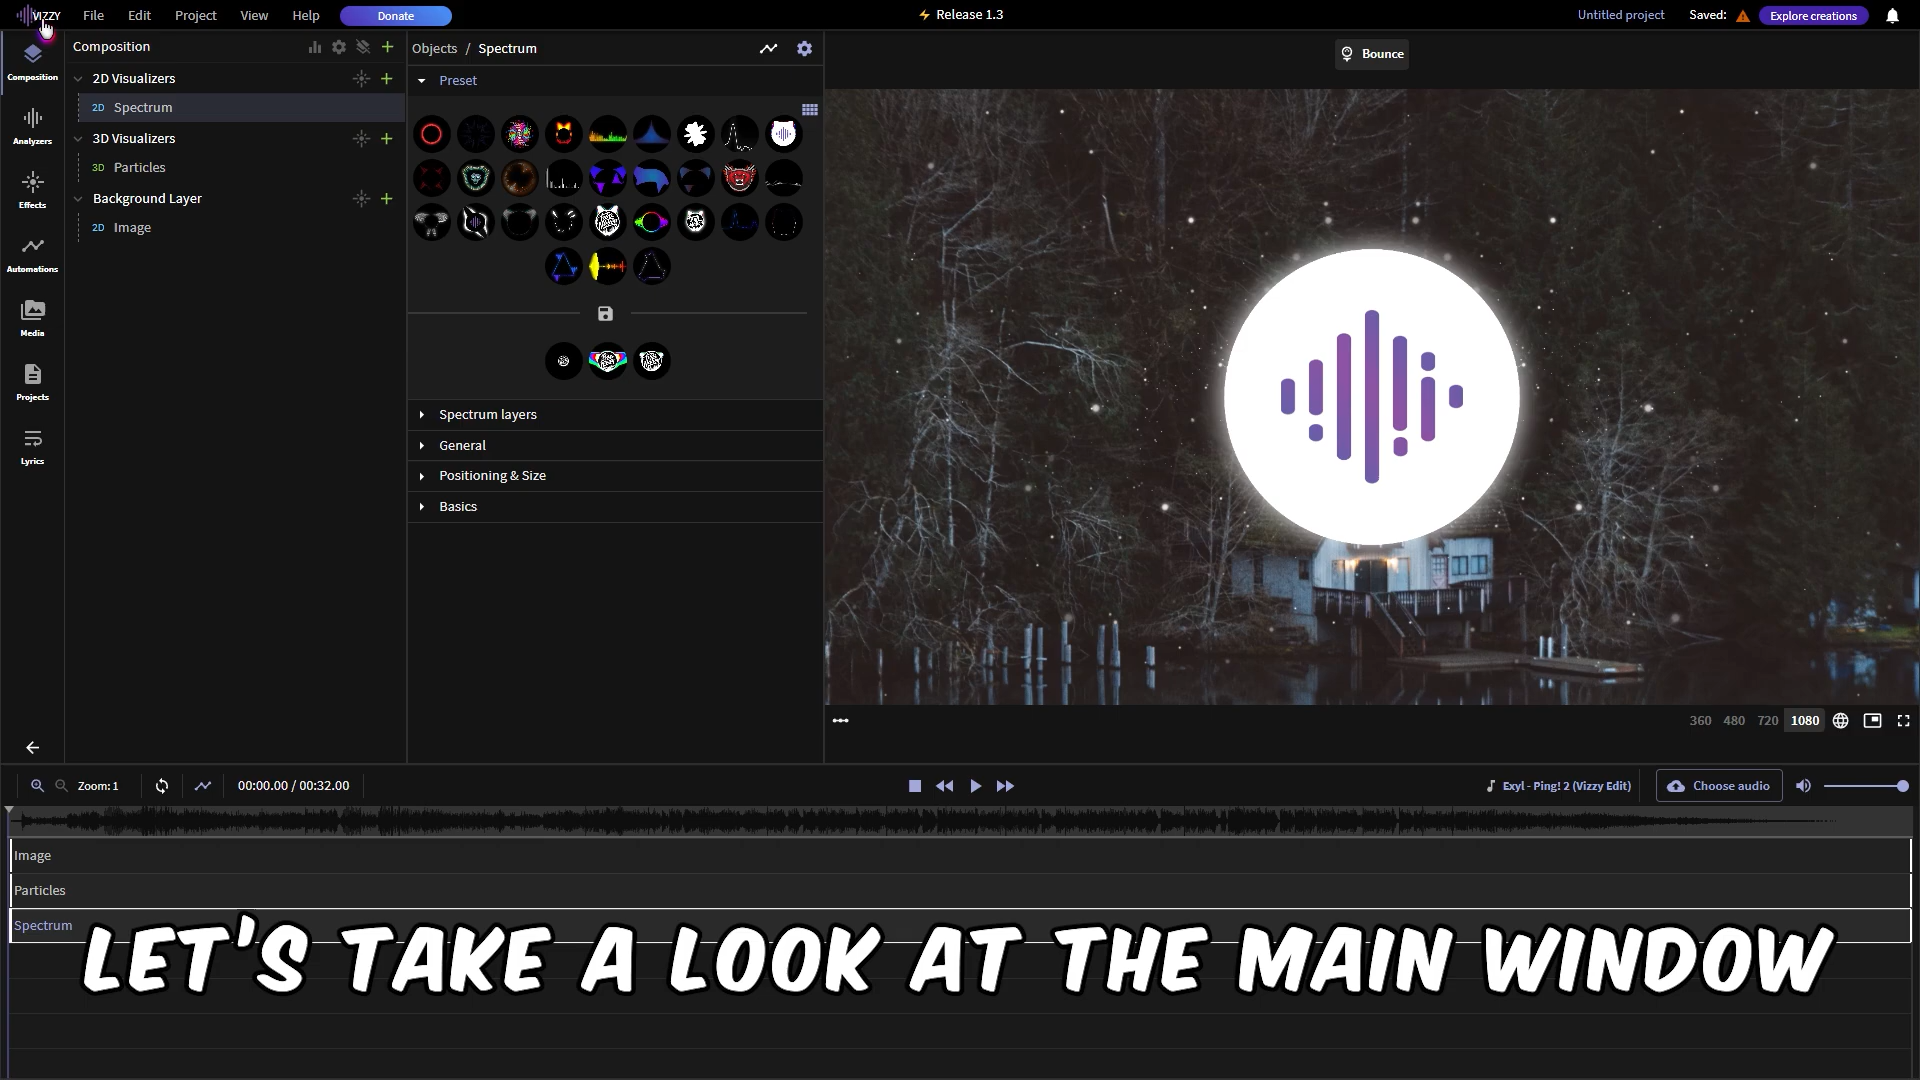 VIZZY
File
Edit
Project
View
Help
Donate
Release 1.3
Untitled project
Saved:
Explore creations
Composition
Analyzers
Effects
Automations
Media
Projects
Lyrics
Composition
2D Visualizers
2D Spectrum
3D Visualizers
3D Particles
Background Layer
2D Image
Objects / Spectrum
Preset
Spectrum layers
General
Positioning & Size
Basics
Bounce
360 480 720 1080
Zoom: 1
00:00.00 / 00:32.00
Exyl - Ping! 2 (Vizzy Edit)
Choose audio
Image
Particles
Spectrum
LET'S TAKE A LOOK AT THE MAIN WINDOW